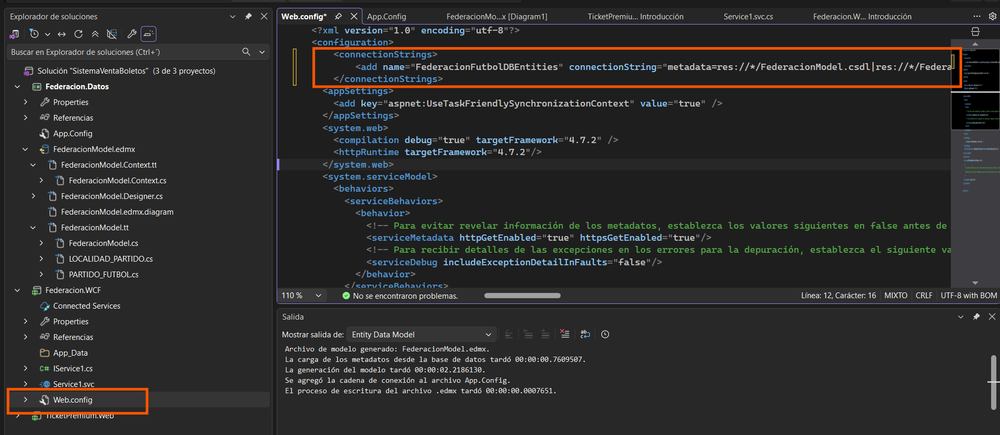 Explorador de soluciones
Buscar en Explorador de soluciones (Ctrl+´)
Solución "SistemaVentaBoletos" (3 de 3 proyectos)
Federacion.Datos
Properties
Referencias
App.Config
FederacionModel.edmx
FederacionModel.Context.tt
FederacionModel.Context.cs
FederacionModel.Designer.cs
FederacionModel.edmx.diagram
FederacionModel.tt
FederacionModel.cs
LOCALIDAD_PARTIDO.cs
PARTIDO_FUTBOL.cs
Federacion.WCF
Connected Services
Properties
Referencias
App_Data
C# IService1.cs
Service1.svc
Web.config
TicketPremium.Web
Web.config* App.Config FederacionMo...x [Diagram1] TicketPremiu... Introducción Service1.svc.cs Federacion.W... Introducción
<?xml version="1.0" encoding="utf-8"?>
<configuration>
<connectionStrings>
<add name="FederacionFutbolDBEntities" connectionString="metadata=res://*/FederacionModel.csdl|res://*/Federa
</connectionStrings>
<appSettings>
<add key="aspnet:UseTaskFriendlySynchronizationContext" value="true" />
</appSettings>
<system.web>
<compilation debug="true" targetFramework="4.7.2" />
<httpRuntime targetFramework="4.7.2"/>
</system.web>
<system.serviceModel>
<behaviors>
<serviceBehaviors>
<behavior>
<!-- Para evitar revelar información de los metadatos, establezca los valores siguientes en false antes de
<serviceMetadata httpGetEnabled="true" httpsGetEnabled="true"/>
<!-- Para recibir detalles de las excepciones en los errores para la depuración, establezca el siguiente va
<serviceDebug includeExceptionDetailInFaults="false"/>
</behavior>
</serviceBehaviors>
110 % No se encontraron problemas. Línea: 12, Carácter: 16 MIXTO CRLF UTF-8 with BOM
Salida
Mostrar salida de: Entity Data Model
Archivo de modelo generado: FederacionModel.edmx.
La carga de los metadatos desde la base de datos tardó 00:00:00.7609507.
La generación del modelo tardó 00:00:02.2186130.
Se agregó la cadena de conexión al archivo App.Config.
El proceso de escritura del archivo .edmx tardó 00:00:00.0007651.